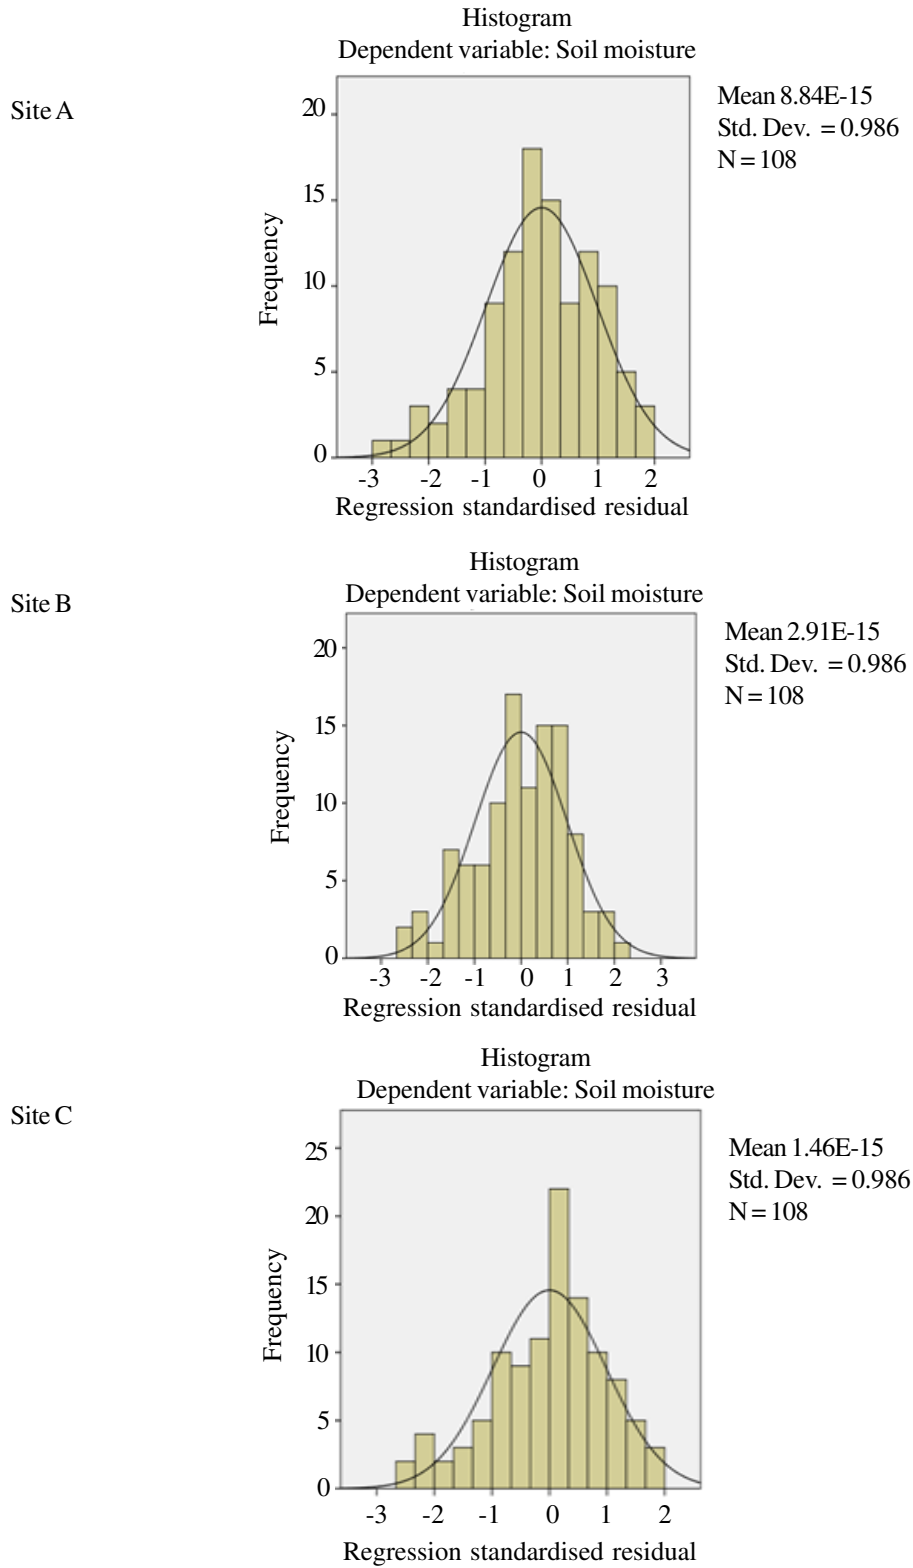 Histogram
Dependent variable: Soil moisture
Site A
Mean 8.84E-15
Std. Dev. = 0.986
N = 108
Frequency
20
15
10
5
0
-3 -2 -1 0 1 2
Regression standardised residual
Histogram
Dependent variable: Soil moisture
Site B
Mean 2.91E-15
Std. Dev. = 0.986
N = 108
Frequency
20
15
10
5
0
-3 -2 -1 0 1 2 3
Regression standardised residual
Histogram
Dependent variable: Soil moisture
Site C
Mean 1.46E-15
Std. Dev. = 0.986
N = 108
Frequency
25
20
15
10
5
0
-3 -2 -1 0 1 2
Regression standardised residual